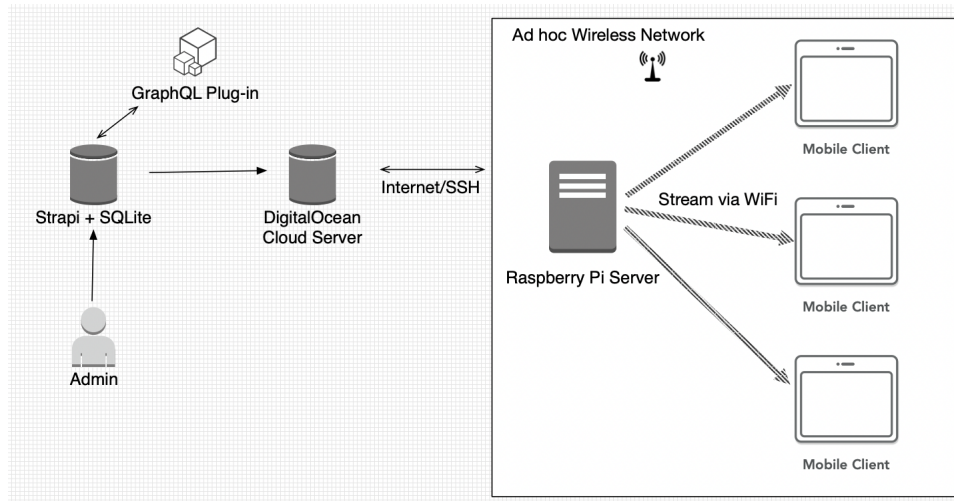 Ad hoc Wireless Network
GraphQL Plug-in
Mobile Client
Strapi + SQLite
DigitalOcean
Cloud Server
Internet/SSH
Stream via WiFi
Raspberry Pi Server
Mobile Client
Admin
Mobile Client